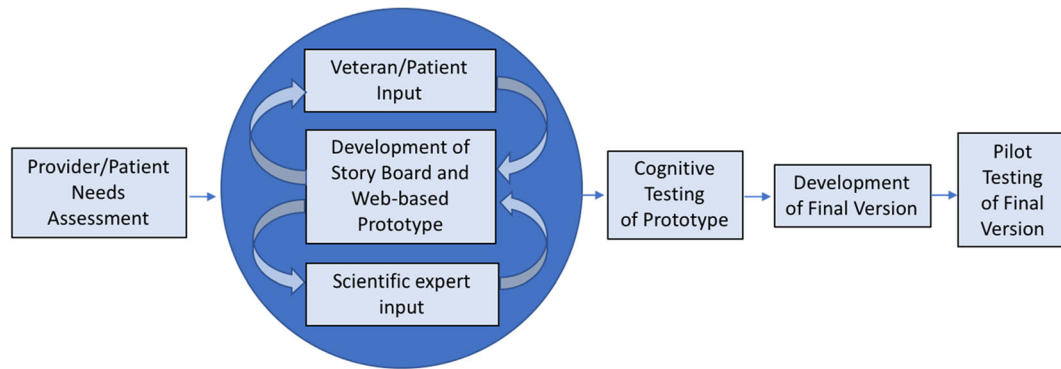 Provider/Patient
Needs
Assessment
Veteran/Patient
Input
Development of
Story Board and
Web-based
Prototype
Scientific expert
input
Cognitive
Testing
of Prototype
Development
of Final Version
Pilot
Testing
of Final
Version